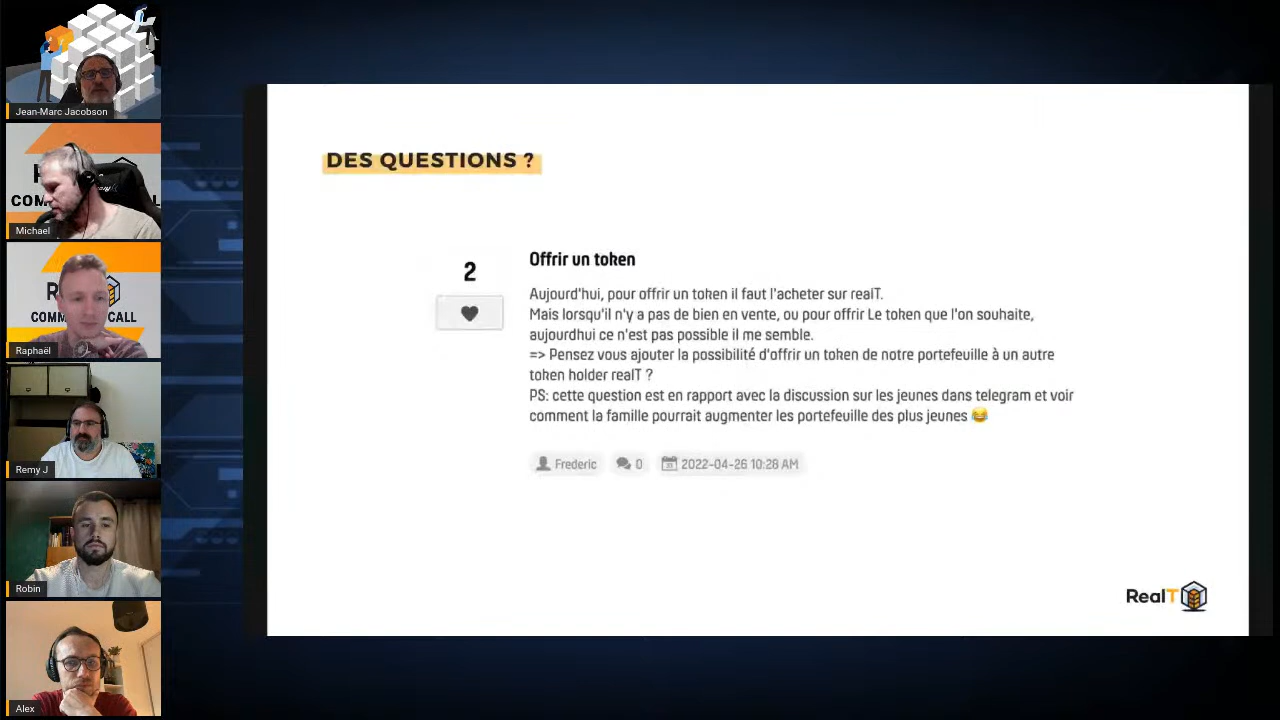 Jean-Marc Jacobson
Michael
COMM
Raphaël
COMM CALL
Remy J
Robin
Alex
DES QUESTIONS ?
2
Offrir un token
Aujourd'hui, pour offrir un token il faut l'acheter sur realT.
Mais lorsqu'il n'y a pas de bien en vente, ou pour offrir Le token que l'on souhaite,
aujourdhui ce n'est pas possible il me semble.
=> Pensez vous ajouter la possibilité d'offrir un token de notre portefeuille à un autre
token holder realT ?
PS: cette question est en rapport avec la discussion sur les jeunes dans telegram et voir
comment la famille pourrait augmenter les portefeuille des plus jeunes 😂
Frederic 0 2022-04-26 10:28 AM
RealT